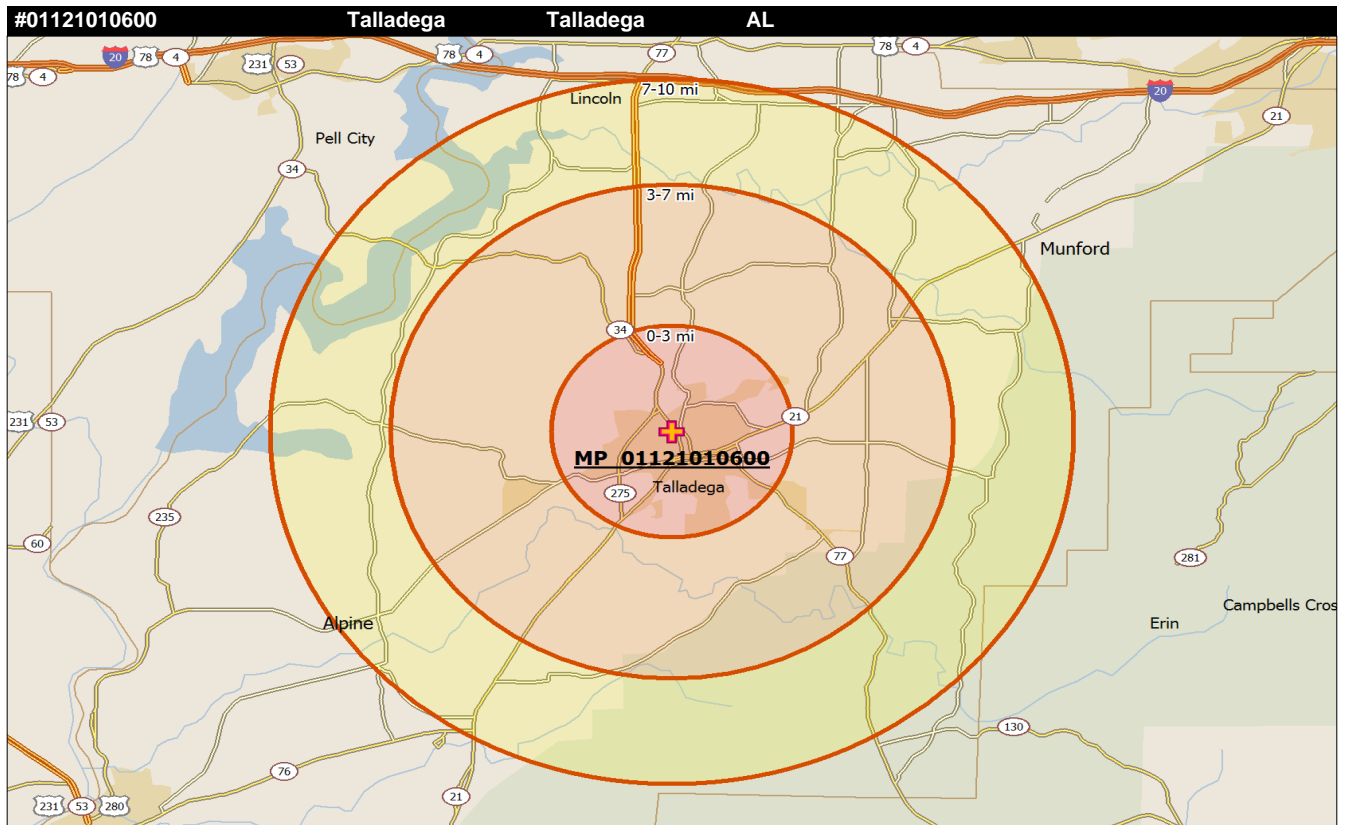 #01121010600 Talladega Talladega AL
20 78 4
231 53
78 4
77
78 4
78 4
Lincoln
7-10 mi
20
21
Pell City
34
3-7 mi
Munford
34
0-3 mi
231 53
21
MP 01121010600
Talladega
275
235
60
77
281
Campbells Cros
Alpine
Erin
130
76
21
231 53 280